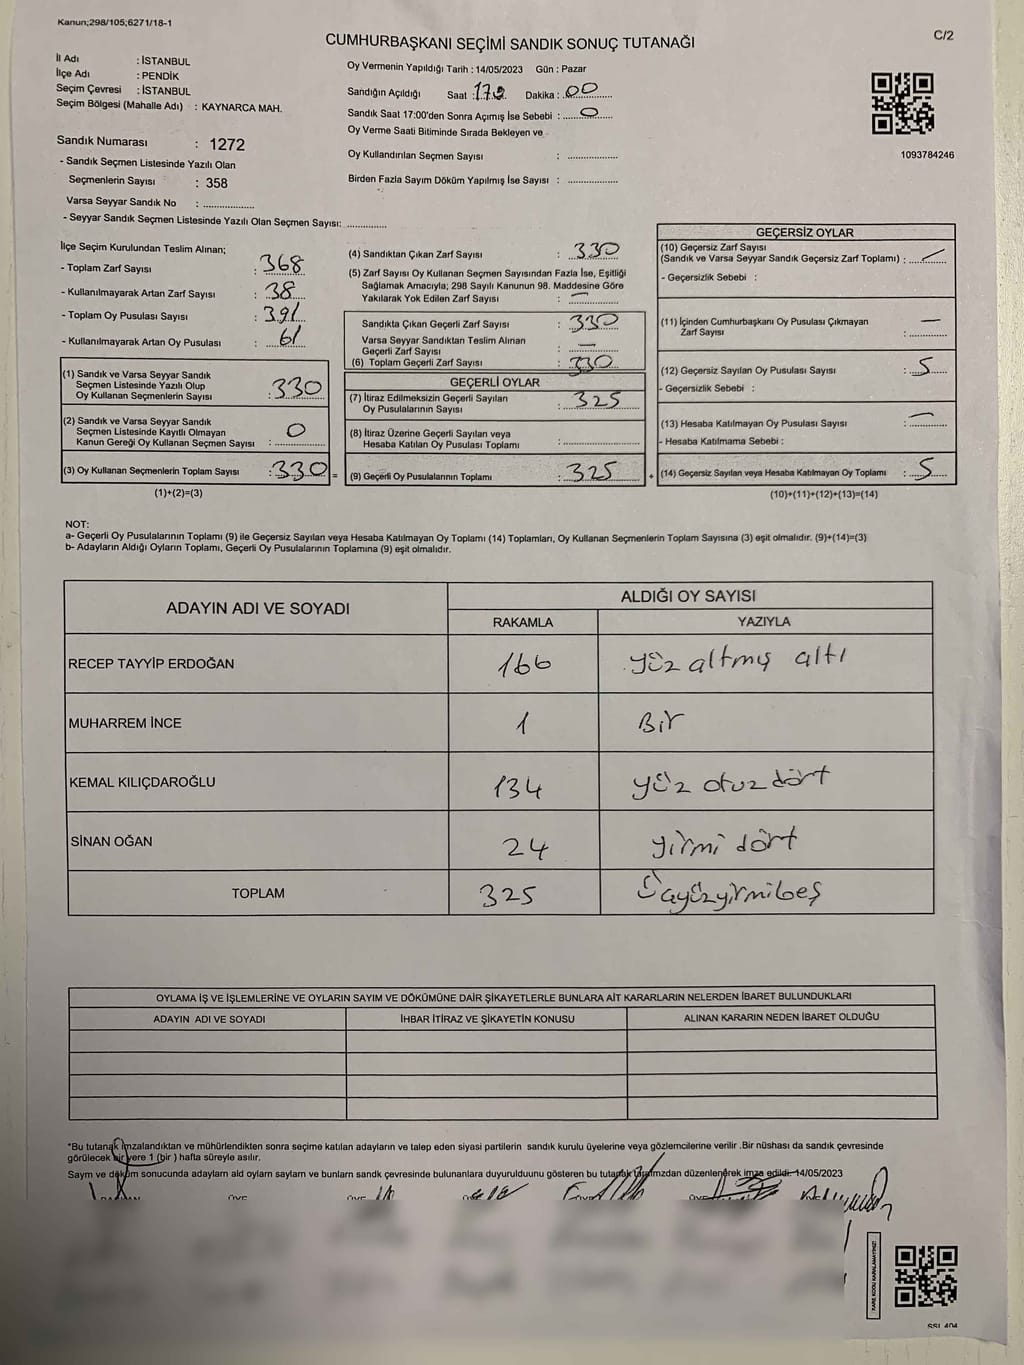 Kanun;298/105;6271/18-1
C/2
CUMHURBAŞKANI SEÇİMİ SANDIK SONUÇ TUTANAĞI
İl Adı : İSTANBUL
İlçe Adı : PENDİK
Seçim Çevresi : İSTANBUL
Seçim Bölgesi (Mahalle Adı) : KAYNARCA MAH.
Oy Vermenin Yapıldığı Tarih : 14/05/2023 Gün : Pazar
Sandığın Açıldığı Saat : Dakika : 00
Sandık Saat 17:00'den Sonra Açımış İse Sebebi : 0
Oy Verme Saati Bitiminde Sırada Bekleyen ve
Oy Kullandırılan Seçmen Sayısı :
Birden Fazla Sayım Döküm Yapılmış İse Sayısı :
1093784246
Sandık Numarası : 1272
- Sandık Seçmen Listesinde Yazılı Olan
Seçmenlerin Sayısı : 358
Varsa Seyyar Sandık No :
- Seyyar Sandık Seçmen Listesinde Yazılı Olan Seçmen Sayısı:
İlçe Seçim Kurulundan Teslim Alınan;
- Toplam Zarf Sayısı : 368
- Kullanılmayarak Artan Zarf Sayısı : 38
- Toplam Oy Pusulası Sayısı : 391
- Kullanılmayarak Artan Oy Pusulası : 61
(1) Sandık ve Varsa Seyyar Sandık
Seçmen Listesinde Yazılı Olup
Oy Kullanan Seçmenlerin Sayısı : 330
(2) Sandık ve Varsa Seyyar Sandık
Seçmen Listesinde Kayıtlı Olmayan
Kanun Gereği Oy Kullanan Seçmen Sayısı : 0
(3) Oy Kullanan Seçmenlerin Toplam Sayısı : 330 =
(1)+(2)=(3)
(4) Sandıktan Çıkan Zarf Sayısı : 330
(5) Zarf Sayısı Oy Kullanan Seçmen Sayısından Fazla İse, Eşitliği
Sağlamak Amacıyla; 298 Sayılı Kanunun 98. Maddesine Göre
Yakılarak Yok Edilen Zarf Sayısı : —
Sandıkta Çıkan Geçerli Zarf Sayısı : 330
Varsa Seyyar Sandıktan Teslim Alınan
Geçerli Zarf Sayısı : —
(6) Toplam Geçerli Zarf Sayısı : 330
GEÇERLİ OYLAR
(7) İtiraz Edilmeksizin Geçerli Sayılan
Oy Pusulalarının Sayısı : 325
(8) İtiraz Üzerine Geçerli Sayılan veya
Hesaba Katılan Oy Pusulası Toplamı :
(9) Geçerli Oy Pusulalarının Toplamı : 325 +
GEÇERSİZ OYLAR
(10) Geçersiz Zarf Sayısı
(Sandık ve Varsa Seyyar Sandık Geçersiz Zarf Toplamı) : —
- Geçersizlik Sebebi :
(11) İçinden Cumhurbaşkanı Oy Pusulası Çıkmayan
Zarf Sayısı : —
(12) Geçersiz Sayılan Oy Pusulası Sayısı : 5
- Geçersizlik Sebebi :
(13) Hesaba Katılmayan Oy Pusulası Sayısı : —
- Hesaba Katılmama Sebebi :
(14) Geçersiz Sayılan veya Hesaba Katılmayan Oy Toplamı : 5
(10)+(11)+(12)+(13)=(14)
NOT:
a- Geçerli Oy Pusulalarının Toplamı (9) ile Geçersiz Sayılan veya Hesaba Katılmayan Oy Toplamı (14) Toplamları, Oy Kullanan Seçmenlerin Toplam Sayısına (3) eşit olmalıdır. (9)+(14)=(3)
b- Adayların Aldığı Oyların Toplamı, Geçerli Oy Pusulalarının Toplamına (9) eşit olmalıdır.
ADAYIN ADI VE SOYADI ALDIĞI OY SAYISI
RAKAMLA YAZIYLA
RECEP TAYYİP ERDOĞAN 166 yüz altmış altı
MUHARREM İNCE 1 Bir
KEMAL KILIÇDAROĞLU 134 yüz otuz dört
SİNAN OĞAN 24 yirmi dört
TOPLAM 325 Üçyüzyirmibeş
OYLAMA İŞ VE İŞLEMLERİNE VE OYLARIN SAYIM VE DÖKÜMÜNE DAİR ŞİKAYETLERLE BUNLARA AİT KARARLARIN NELERDEN İBARET BULUNDUKLARI
ADAYIN ADI VE SOYADI İHBAR İTİRAZ VE ŞİKAYETİN KONUSU ALINAN KARARIN NEDEN İBARET OLDUĞU
*Bu tutanak imzalandıktan ve mühürlendikten sonra seçime katılan adayların ve talep eden siyasi partilerin sandık kurulu üyelerine veya gözlemcilerine verilir .Bir nüshası da sandık çevresinde
görülecek bir yere 1 (bir ) hafta süreyle asılır.
Saym ve döküm sonucunda adaylam ald oylam saylam ve bunlam sandk çevresinde bulunanlara duyurulduunu gösteren bu tutanak tarafmzdan düzenlenerek imza edildi. 14/05/2023
KARE KODU KARALAMAYINIZ!